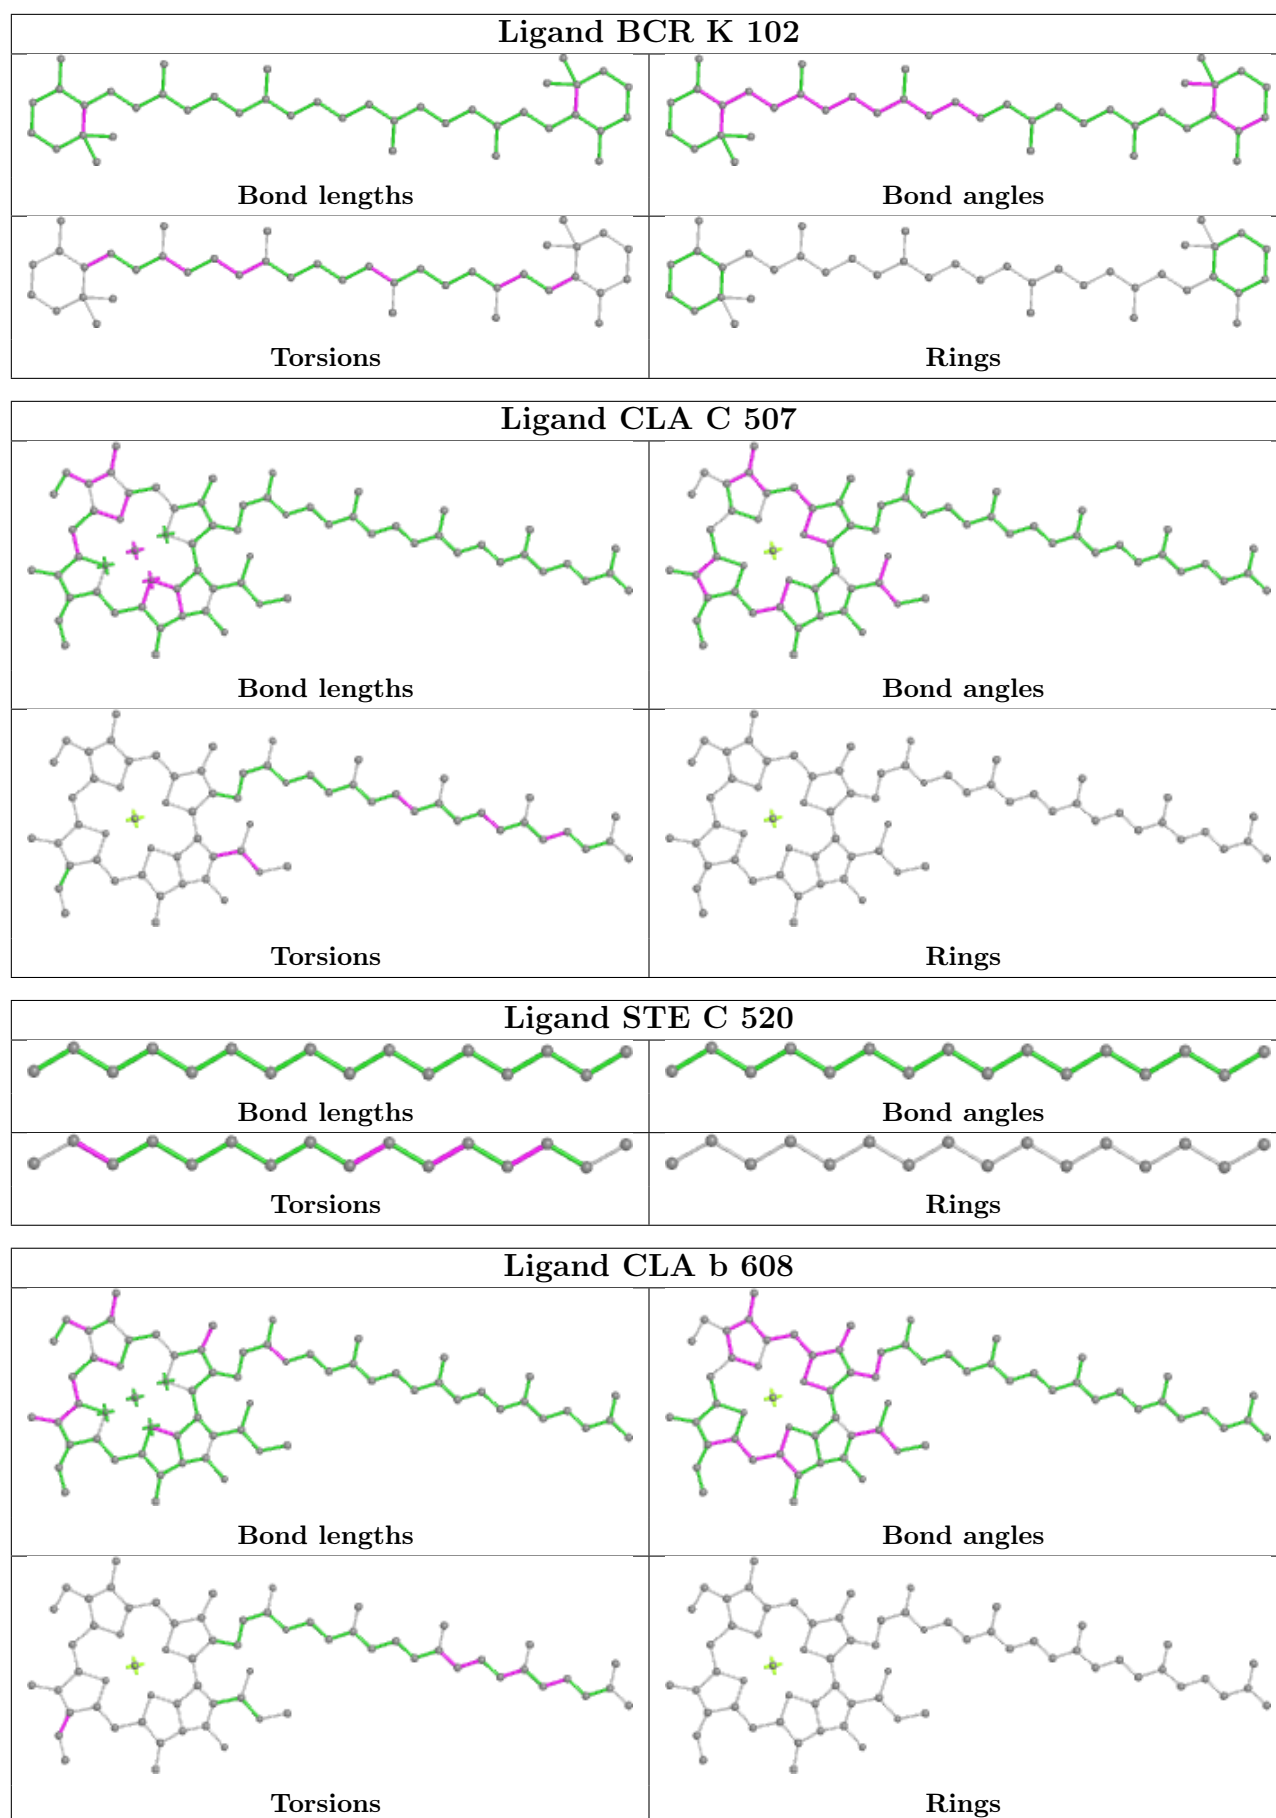 Ligand BCR K 102
Bond lengths
Bond angles
Torsions
Rings
Ligand CLA C 507
Bond lengths
Bond angles
Torsions
Rings
Ligand STE C 520
Bond lengths
Bond angles
Torsions
Rings
Ligand CLA b 608
Bond lengths
Bond angles
Torsions
Rings